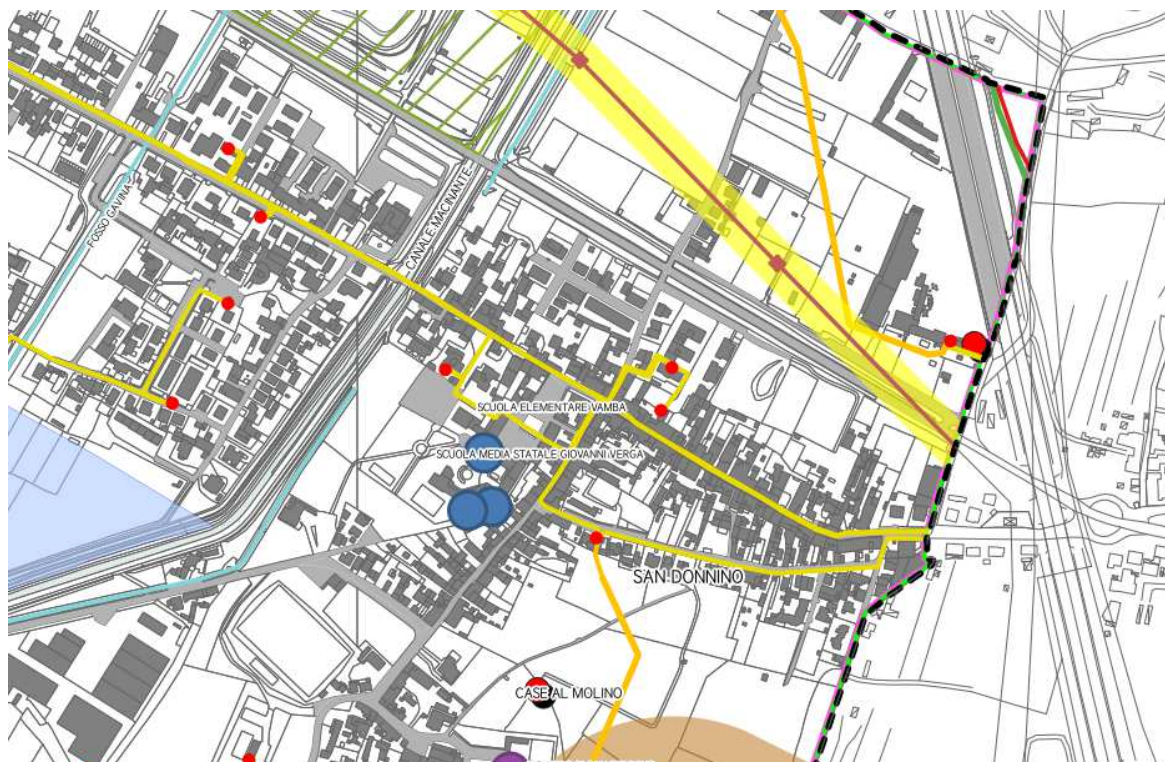 FOSSO GAVINA
CANALE MACINANTE
SCUOLA ELEMENTARE VAMBA
SCUOLA MEDIA STATALE GIOVANNI VERGA
SAN DONNINO
CASE AL MOLINO